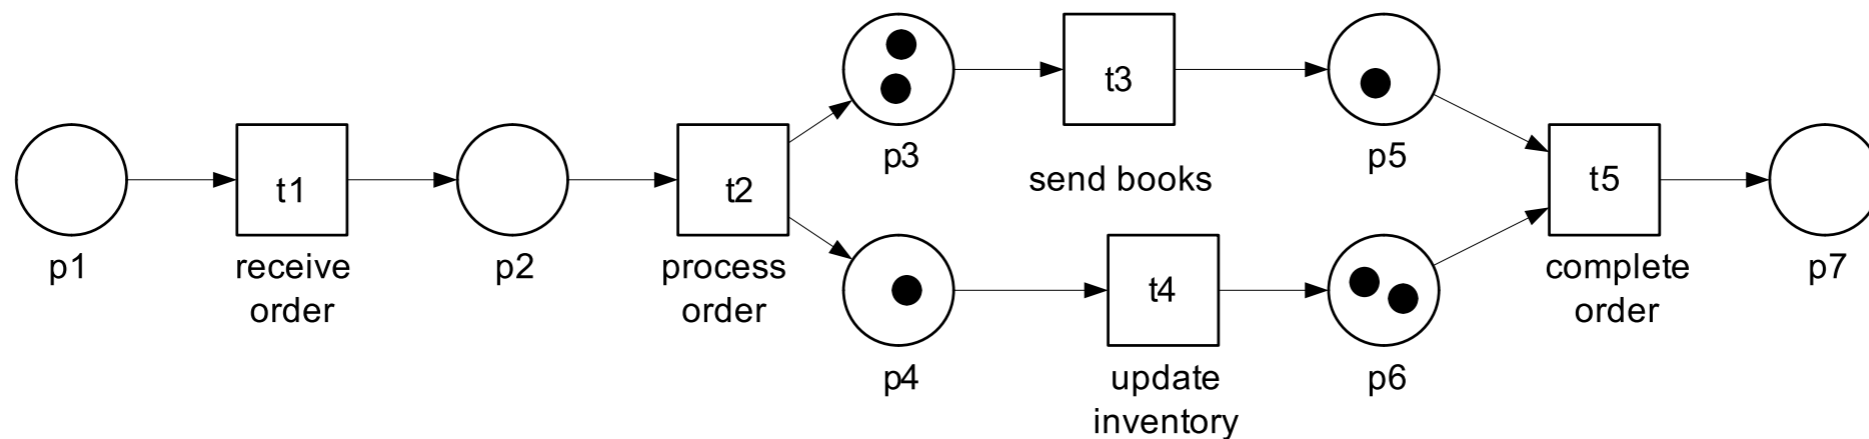 t3
p3
p5
send books
t1
t2
t5
p1
receive
order
p2
process
order
complete
order
p7
t4
p4
update
inventory
p6